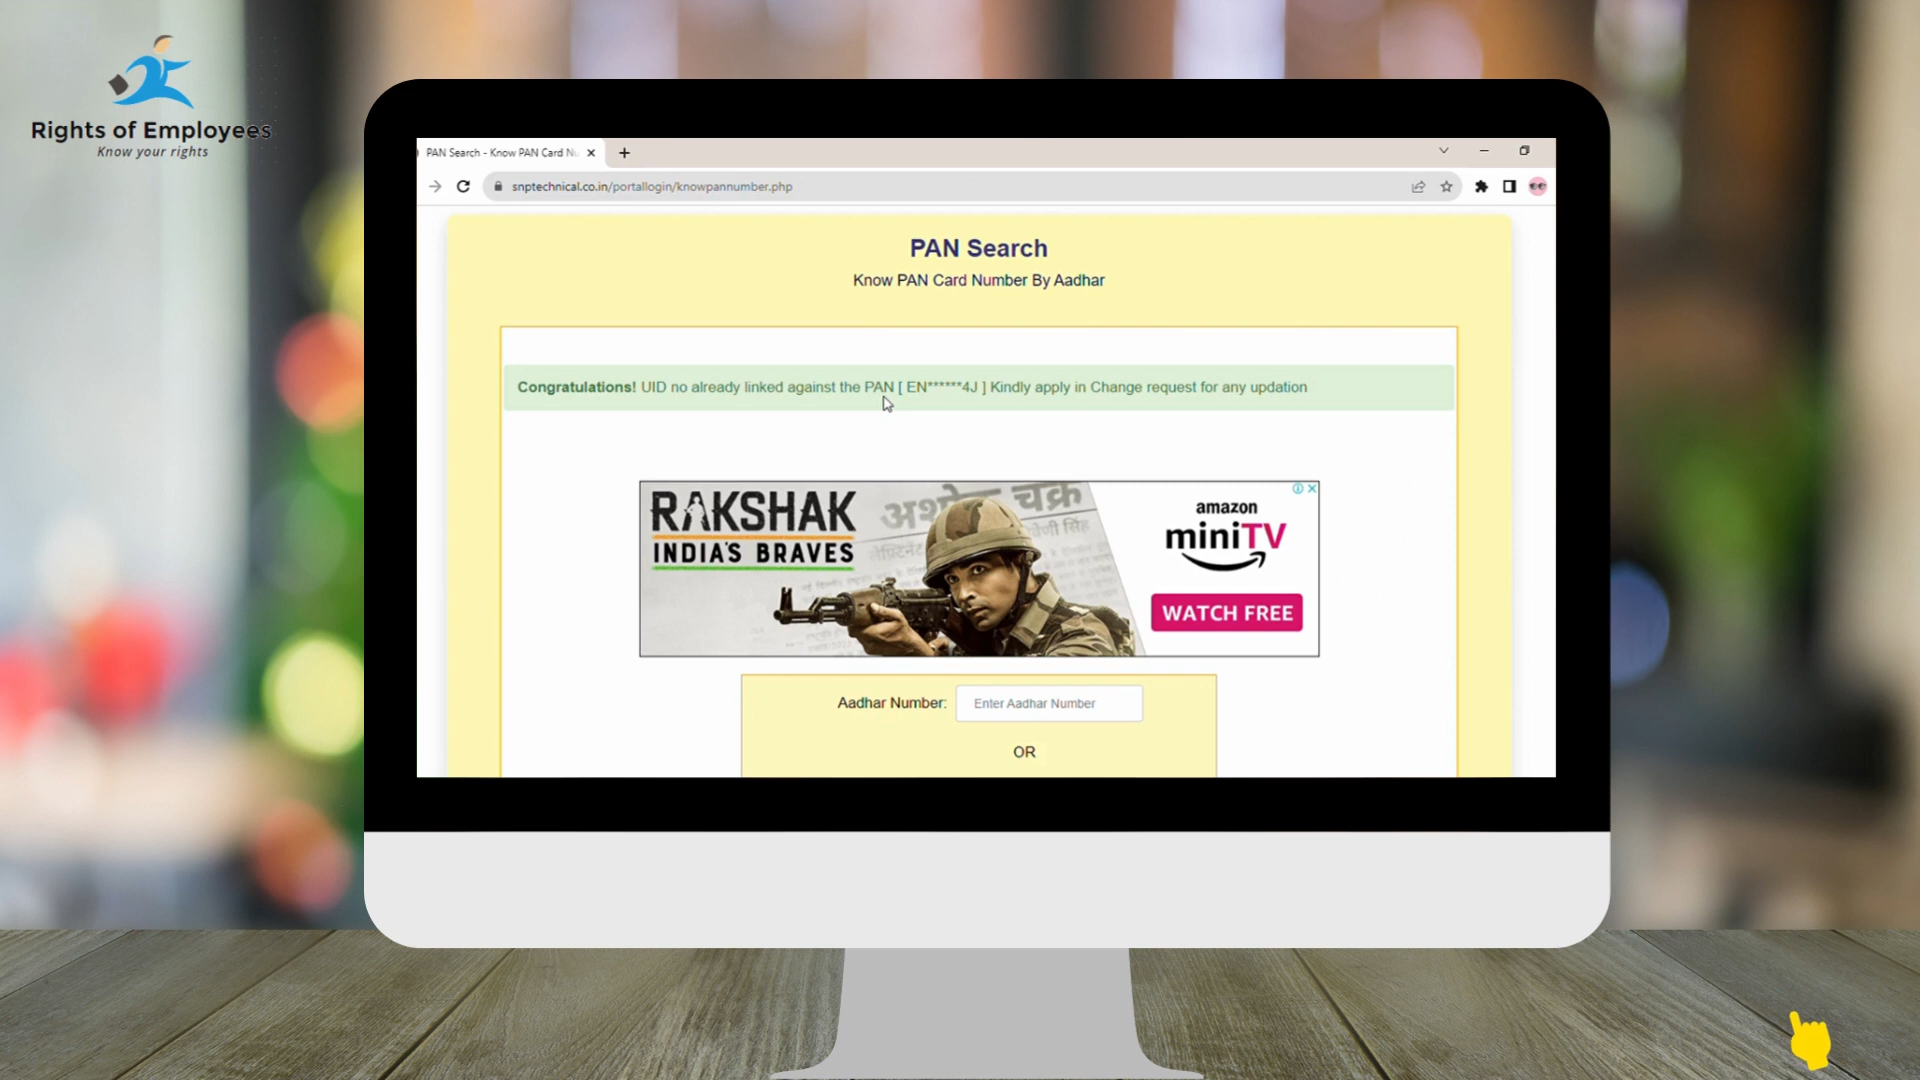 Rights of Employees
Know your rights
PAN Search - Know PAN Card Nu
snptechnical.co.in/portallogin/knowpannumber.php
PAN Search
Know PAN Card Number By Aadhar
Congratulations! UID no already linked against the PAN [ EN******4J ] Kindly apply in Change request for any updation
RAKSHAK
INDIA'S BRAVES
चक्र
amazon
miniTV
WATCH FREE
Aadhar Number:
Enter Aadhar Number
OR